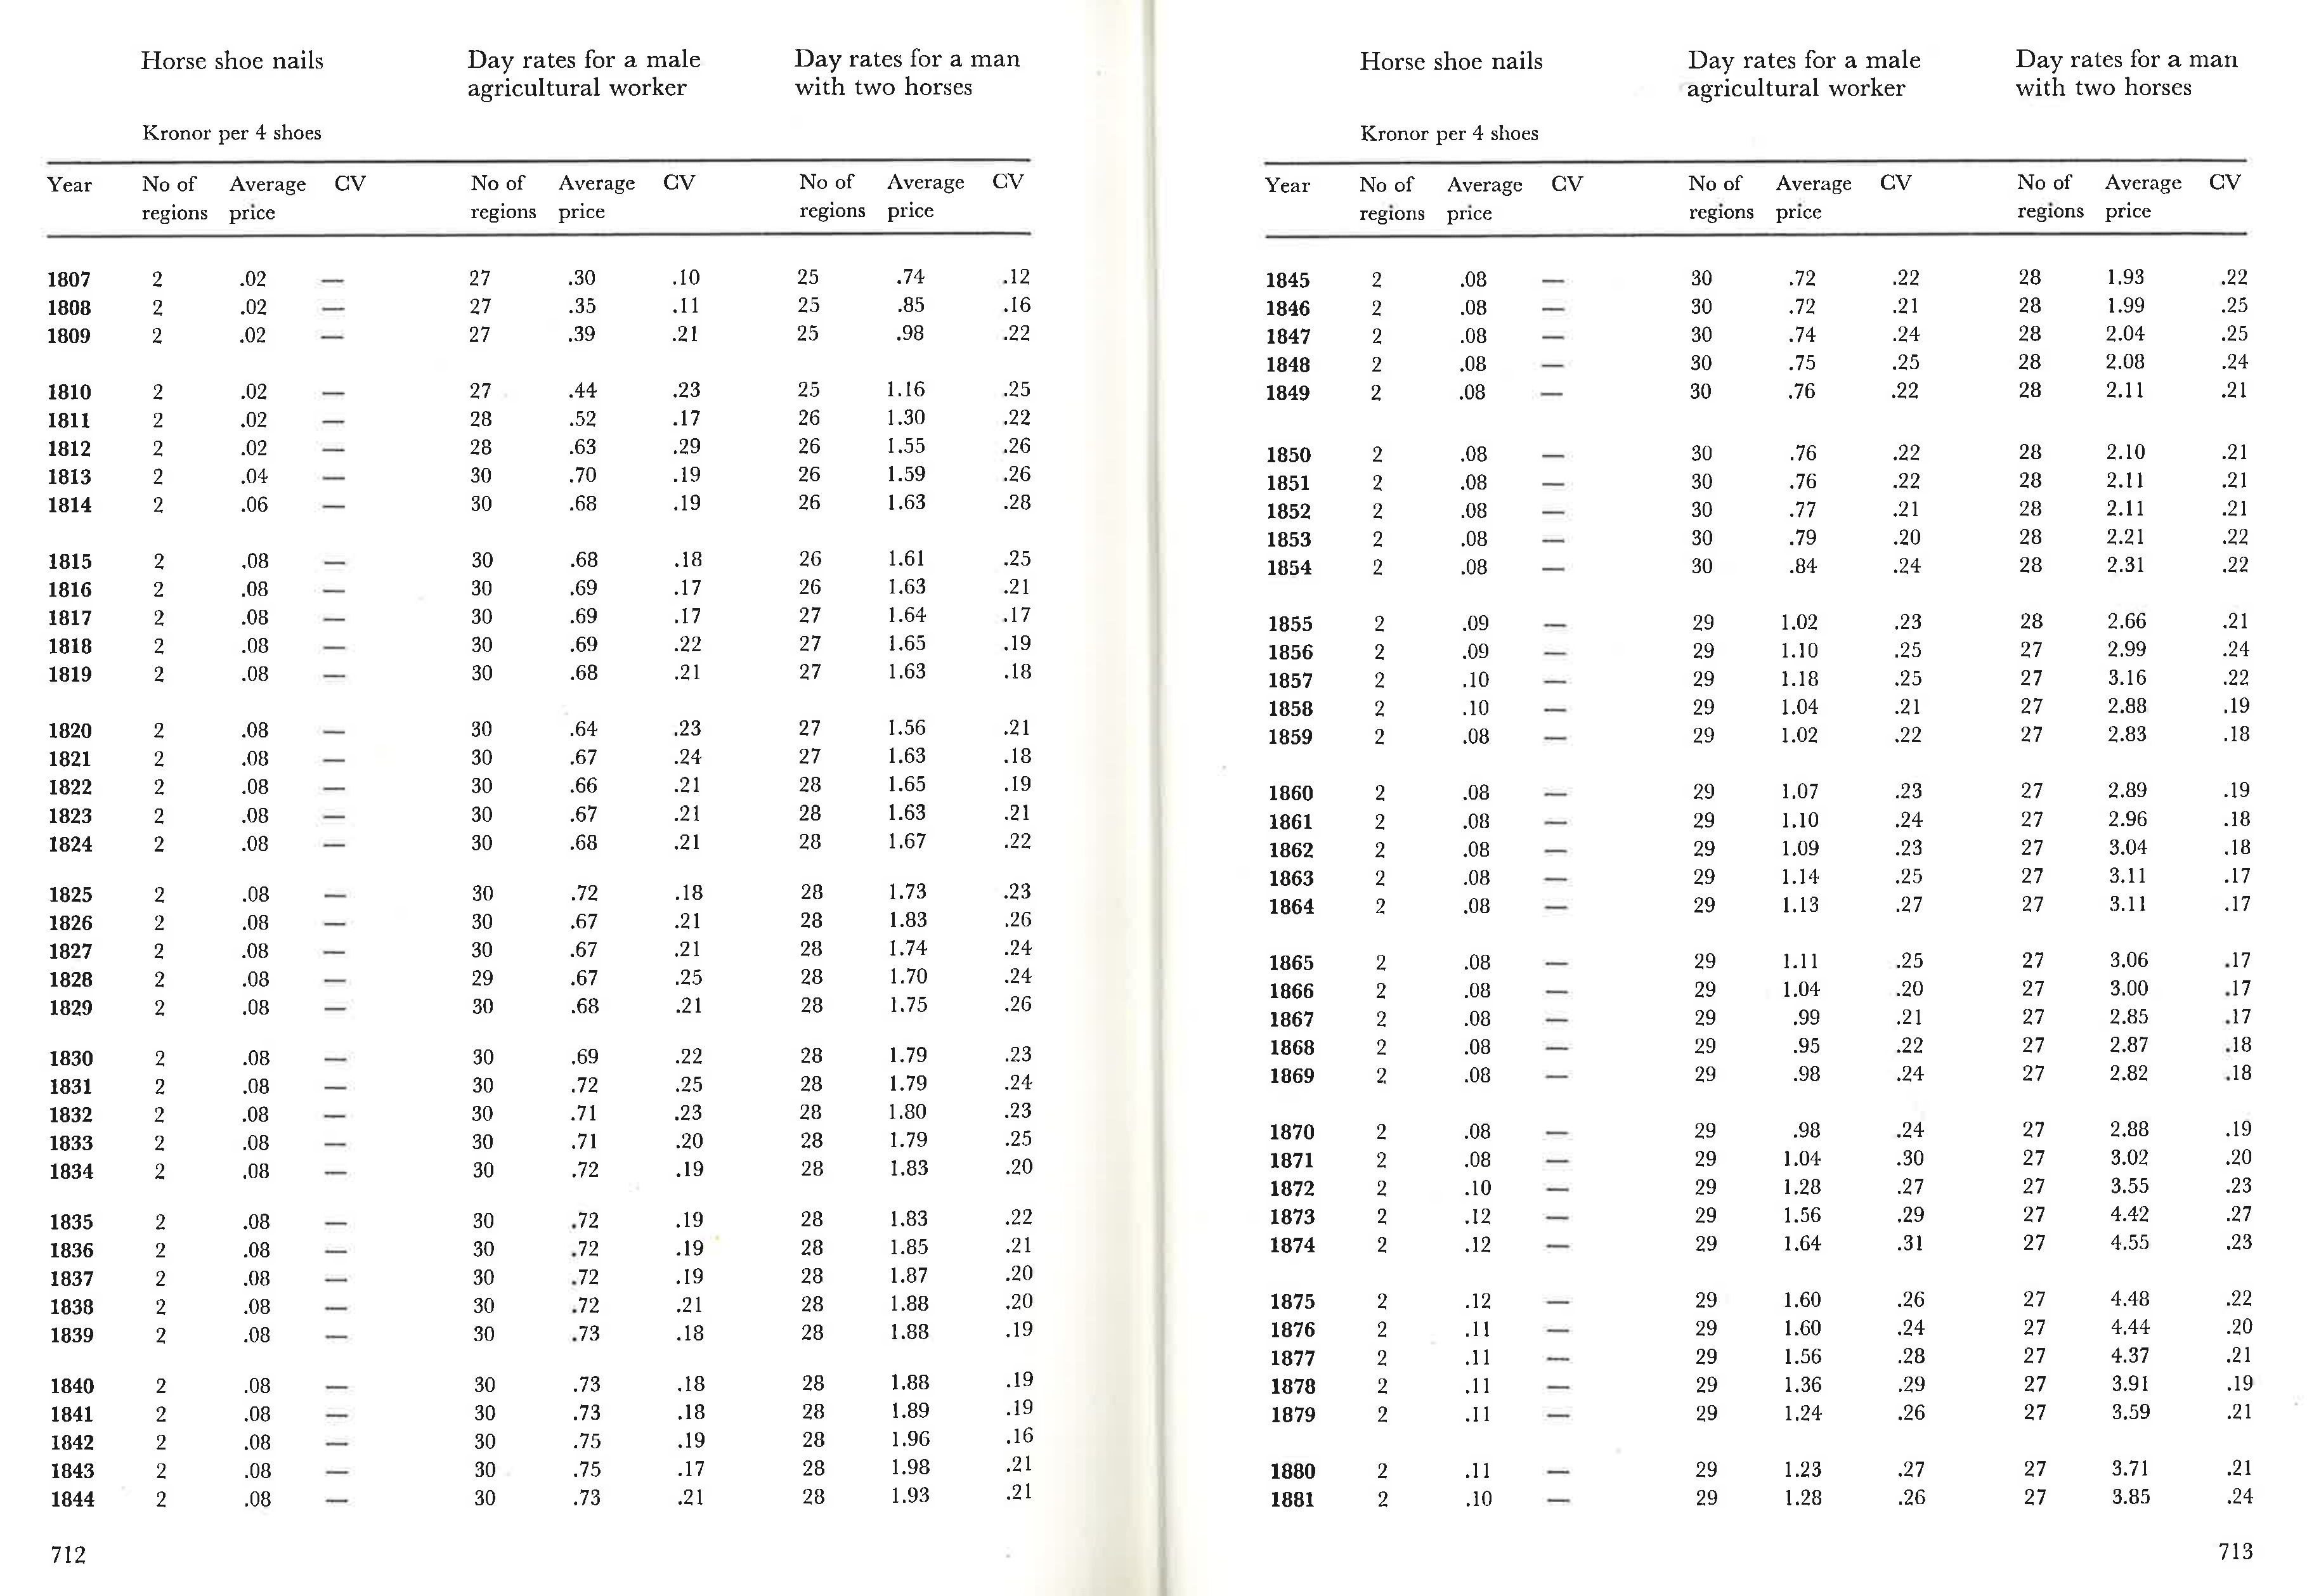 Horse shoe nails Day rates for a male Day rates for a man
agricultural worker with two horses
Kronor per 4 shoes
Year No of Average CV No of Average CV No of Average CV
regions price regions price regions price
1807 2 .02 — 27 .30 .10 25 .74 .12
1808 2 .02 — 27 .35 .11 25 .85 .16
1809 2 .02 — 27 .39 .21 25 .98 .22
1810 2 .02 — 27 .44 .23 25 1.16 .25
1811 2 .02 — 28 .52 .17 26 1.30 .22
1812 2 .02 — 28 .63 .29 26 1.55 .26
1813 2 .04 — 30 .70 .19 26 1.59 .26
1814 2 .06 — 30 .68 .19 26 1.63 .28
1815 2 .08 — 30 .68 .18 26 1.61 .25
1816 2 .08 — 30 .69 .17 26 1.63 .21
1817 2 .08 — 30 .69 .17 27 1.64 .17
1818 2 .08 — 30 .69 .22 27 1.65 .19
1819 2 .08 — 30 .68 .21 27 1.63 .18
1820 2 .08 — 30 .64 .23 27 1.56 .21
1821 2 .08 — 30 .67 .24 27 1.63 .18
1822 2 .08 — 30 .66 .21 28 1.65 .19
1823 2 .08 — 30 .67 .21 28 1.63 .21
1824 2 .08 — 30 .68 .21 28 1.67 .22
1825 2 .08 — 30 .72 .18 28 1.73 .23
1826 2 .08 — 30 .67 .21 28 1.83 .26
1827 2 .08 — 30 .67 .21 28 1.74 .24
1828 2 .08 — 29 .67 .25 28 1.70 .24
1829 2 .08 — 30 .68 .21 28 1.75 .26
1830 2 .08 — 30 .69 .22 28 1.79 .23
1831 2 .08 — 30 .72 .25 28 1.79 .24
1832 2 .08 — 30 .71 .23 28 1.80 .23
1833 2 .08 — 30 .71 .20 28 1.79 .25
1834 2 .08 — 30 .72 .19 28 1.83 .20
1835 2 .08 — 30 .72 .19 28 1.83 .22
1836 2 .08 — 30 .72 .19 28 1.85 .21
1837 2 .08 — 30 .72 .19 28 1.87 .20
1838 2 .08 — 30 .72 .21 28 1.88 .20
1839 2 .08 — 30 .73 .18 28 1.88 .19
1840 2 .08 — 30 .73 .18 28 1.88 .19
1841 2 .08 — 30 .73 .18 28 1.89 .19
1842 2 .08 — 30 .75 .19 28 1.96 .16
1843 2 .08 — 30 .75 .17 28 1.98 .21
1844 2 .08 — 30 .73 .21 28 1.93 .21
712
Horse shoe nails Day rates for a male Day rates for a man
agricultural worker with two horses
Kronor per 4 shoes
Year No of Average CV No of Average CV No of Average CV
regions price regions price regions price
1845 2 .08 — 30 .72 .22 28 1.93 .22
1846 2 .08 — 30 .72 .21 28 1.99 .25
1847 2 .08 — 30 .74 .24 28 2.04 .25
1848 2 .08 — 30 .75 .25 28 2.08 .24
1849 2 .08 — 30 .76 .22 28 2.11 .21
1850 2 .08 — 30 .76 .22 28 2.10 .21
1851 2 .08 — 30 .76 .22 28 2.11 .21
1852 2 .08 — 30 .77 .21 28 2.11 .21
1853 2 .08 — 30 .79 .20 28 2.21 .22
1854 2 .08 — 30 .84 .24 28 2.31 .22
1855 2 .09 — 29 1.02 .23 28 2.66 .21
1856 2 .09 — 29 1.10 .25 27 2.99 .24
1857 2 .10 — 29 1.18 .25 27 3.16 .22
1858 2 .10 — 29 1.04 .21 27 2.88 .19
1859 2 .08 — 29 1.02 .22 27 2.83 .18
1860 2 .08 — 29 1.07 .23 27 2.89 .19
1861 2 .08 — 29 1.10 .24 27 2.96 .18
1862 2 .08 — 29 1.09 .23 27 3.04 .18
1863 2 .08 — 29 1.14 .25 27 3.11 .17
1864 2 .08 — 29 1.13 .27 27 3.11 .17
1865 2 .08 — 29 1.11 .25 27 3.06 .17
1866 2 .08 — 29 1.04 .20 27 3.00 .17
1867 2 .08 — 29 .99 .21 27 2.85 .17
1868 2 .08 — 29 .95 .22 27 2.87 .18
1869 2 .08 — 29 .98 .24 27 2.82 .18
1870 2 .08 — 29 .98 .24 27 2.88 .19
1871 2 .08 — 29 1.04 .30 27 3.02 .20
1872 2 .10 — 29 1.28 .27 27 3.55 .23
1873 2 .12 — 29 1.56 .29 27 4.42 .27
1874 2 .12 — 29 1.64 .31 27 4.55 .23
1875 2 .12 — 29 1.60 .26 27 4.48 .22
1876 2 .11 — 29 1.60 .24 27 4.44 .20
1877 2 .11 — 29 1.56 .28 27 4.37 .21
1878 2 .11 — 29 1.36 .29 27 3.91 .19
1879 2 .11 — 29 1.24 .26 27 3.59 .21
1880 2 .11 — 29 1.23 .27 27 3.71 .21
1881 2 .10 — 29 1.28 .26 27 3.85 .24
713